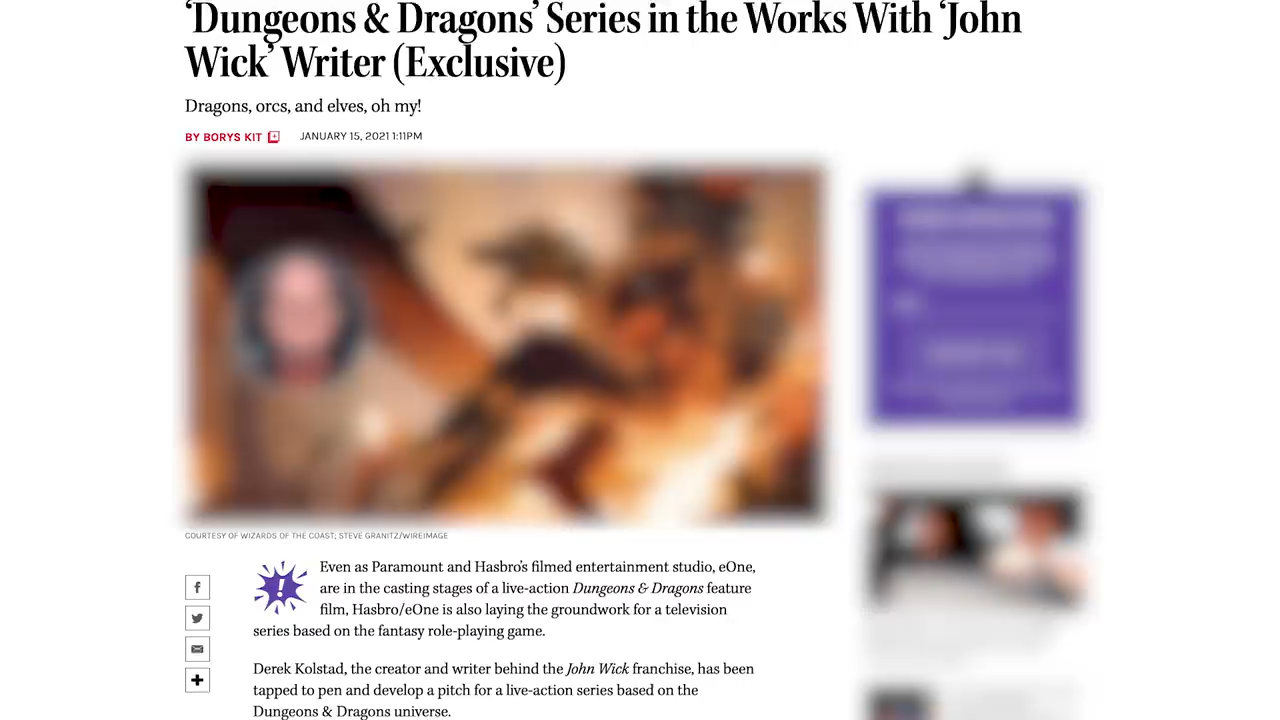 ‘Dungeons & Dragons’ Series in the Works With ‘John
Wick’ Writer (Exclusive)
Dragons, orcs, and elves, oh my!
BY BORYS KIT
JANUARY 15, 2021 1:11PM
COURTESY OF WIZARDS OF THE COAST; STEVE GRANITZ/WIREIMAGE
Even as Paramount and Hasbro’s filmed entertainment studio, eOne,
are in the casting stages of a live-action Dungeons & Dragons feature
film, Hasbro/eOne is also laying the groundwork for a television
series based on the fantasy role-playing game.
Derek Kolstad, the creator and writer behind the John Wick franchise, has been
tapped to pen and develop a pitch for a live-action series based on the
Dungeons & Dragons universe.